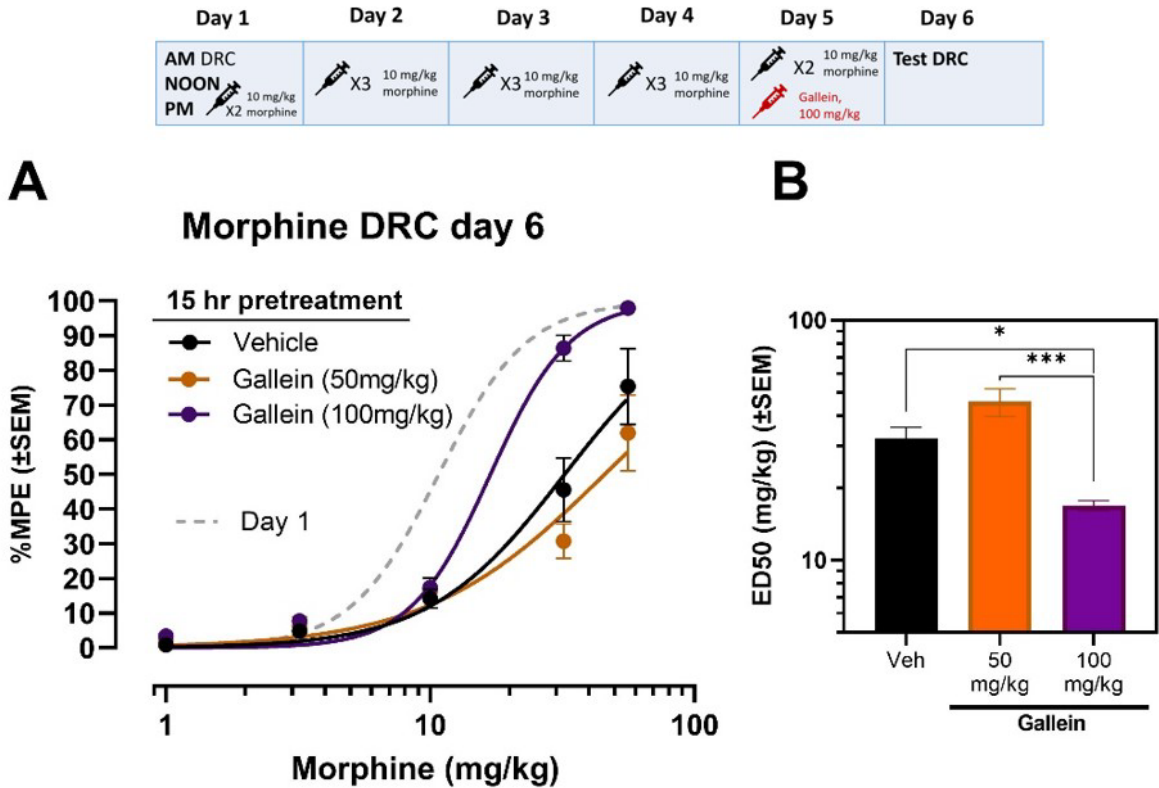 Day 1 Day 2 Day 3 Day 4 Day 5 Day 6
AM DRC
NOON
PM X2 10 mg/kg morphine
X3 10 mg/kg morphine
X3 10 mg/kg morphine
X3 10 mg/kg morphine
X2 10 mg/kg morphine
Gallein, 100 mg/kg
Test DRC
A
Morphine DRC day 6
15 hr pretreatment
Vehicle
Gallein (50mg/kg)
Gallein (100mg/kg)
Day 1
%MPE (±SEM)
100
90
80
70
60
50
40
30
20
10
0
1 10 100
Morphine (mg/kg)
B
ED50 (mg/kg) (±SEM)
100
10
*
***
Veh 50 mg/kg 100 mg/kg
Gallein